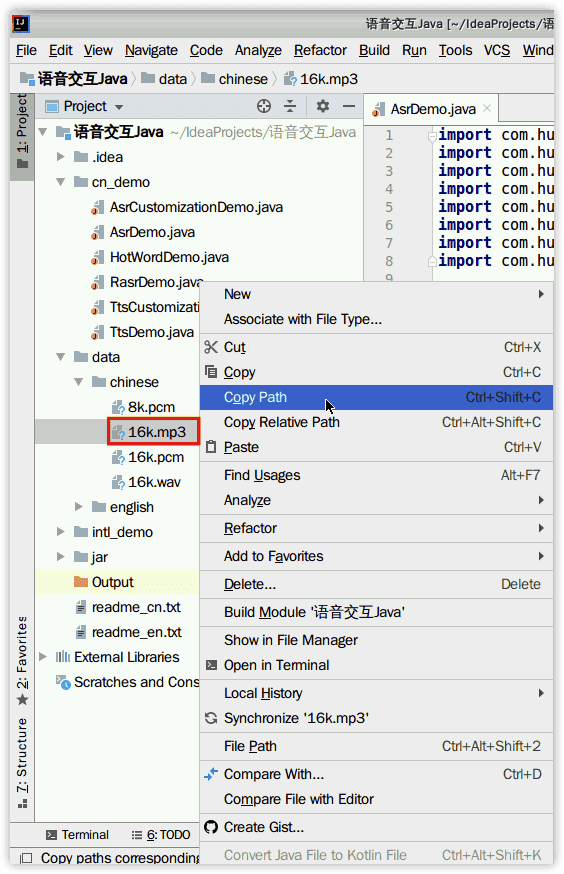 语音交互Java [~/IdeaProjects/语
File Edit View Navigate Code Analyze Refactor Build Run Tools VCS Wind
语音交互Java data chinese 16k.mp3
1: Project
Project
AsrDemo.java
语音交互Java ~/IdeaProjects/语音交互Java
.idea
cn_demo
AsrCustomizationDemo.java
AsrDemo.java
HotWordDemo.java
RasrDemo.java
TtsCustomizati
TtsDemo.java
data
chinese
8k.pcm
16k.mp3
16k.pcm
16k.wav
english
intl_demo
jar
Output
readme_cn.txt
readme_en.txt
External Libraries
Scratches and Cons
1 import com.hu
2 import com.hu
3 import com.hu
4 import com.hu
5 import com.hu
6 import com.hu
7 import com.hu
8 import com.hu
9
New
Associate with File Type...
Cut Ctrl+X
Copy Ctrl+C
Copy Path Ctrl+Shift+C
Copy Relative Path Ctrl+Alt+Shift+C
Paste Ctrl+V
Find Usages Alt+F7
Analyze
Refactor
Add to Favorites
Delete... Delete
Build Module '语音交互Java'
Show in File Manager
Open in Terminal
Local History
Synchronize '16k.mp3'
File Path Ctrl+Alt+Shift+2
Compare With... Ctrl+D
Compare File with Editor
Create Gist...
Convert Java File to Kotlin File Ctrl+Alt+Shift+K
2: Favorites
7: Structure
Terminal 6: TODO
Copy paths corresponding